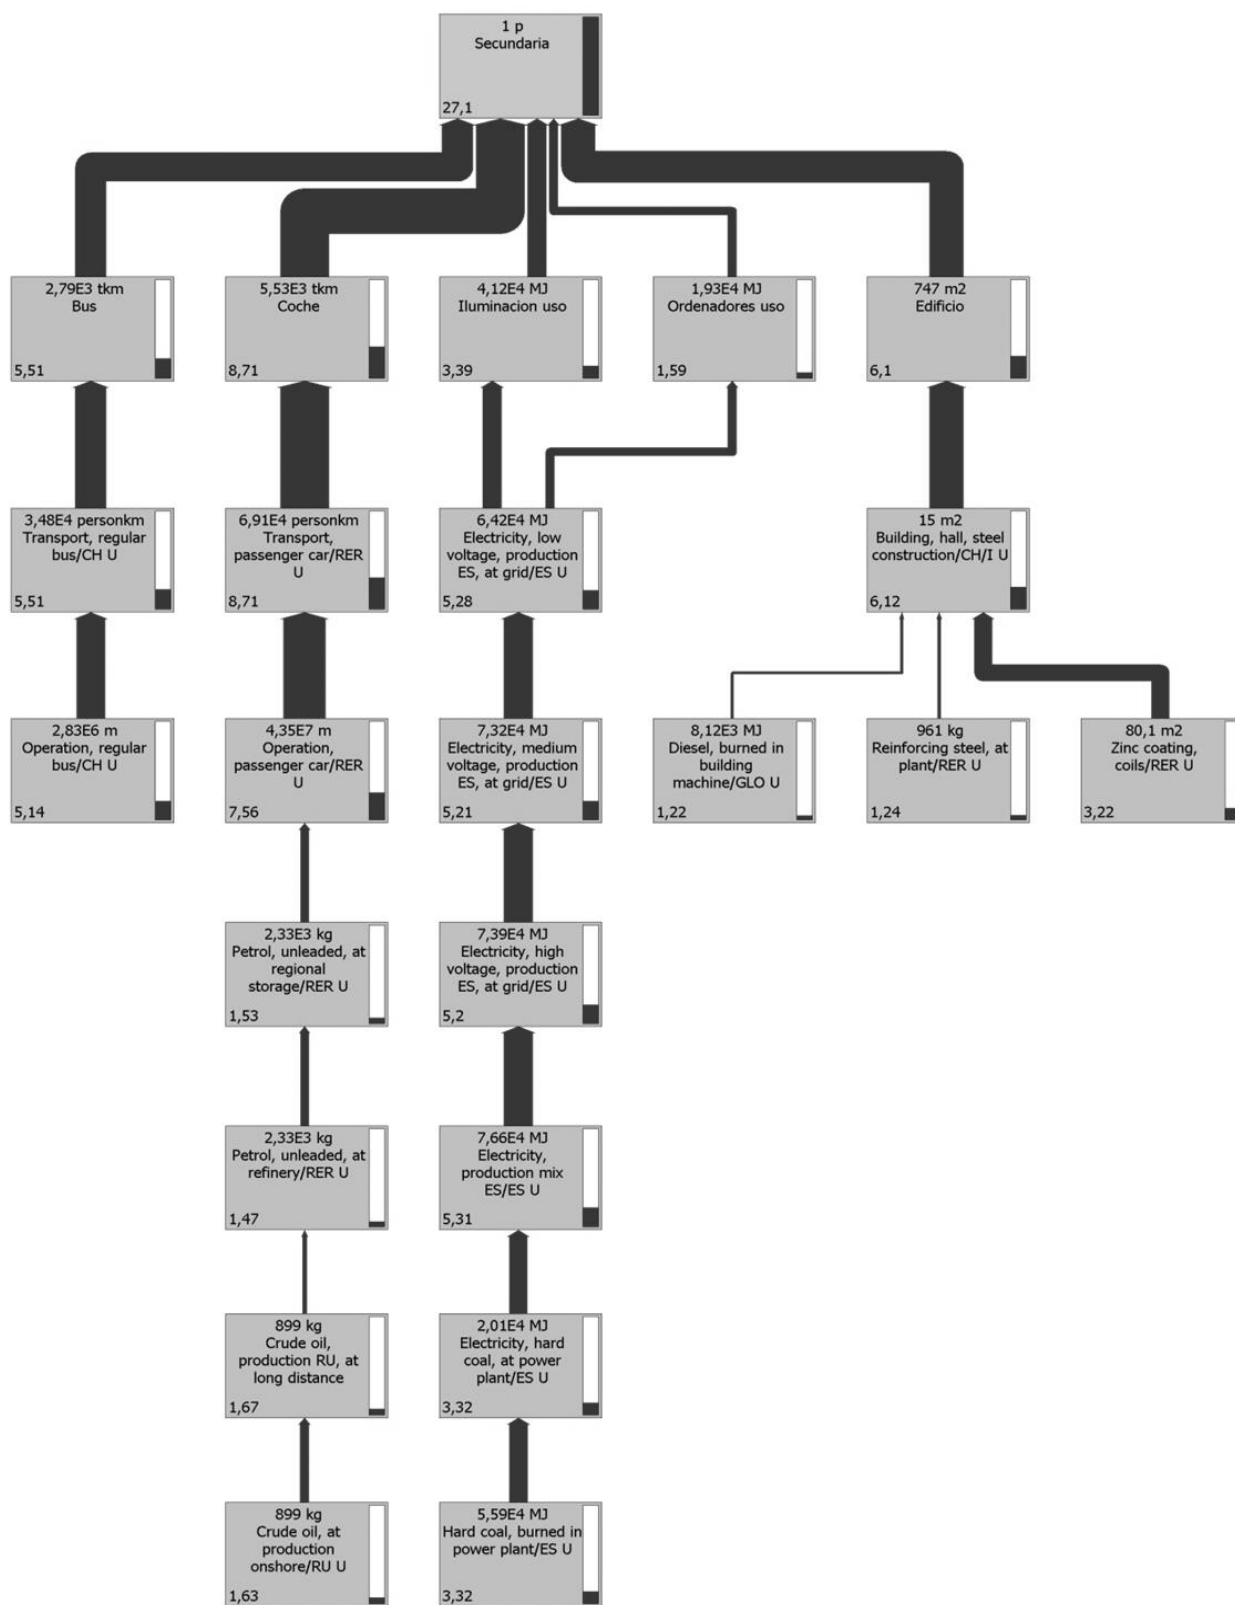 1 p
Secundaria
27,1
2,79E3 tkm
Bus
5,51
5,53E3 tkm
Coche
8,71
4,12E4 MJ
Iluminacion uso
3,39
1,93E4 MJ
Ordenadores uso
1,59
747 m2
Edificio
6,1
3,48E4 personkm
Transport, regular
bus/CH U
5,51
6,91E4 personkm
Transport,
passenger car/RER
U
8,71
6,42E4 MJ
Electricity, low
voltage, production
ES, at grid/ES U
5,28
15 m2
Building, hall, steel
construction/CH/I U
6,12
2,83E6 m
Operation, regular
bus/CH U
5,14
4,35E7 m
Operation,
passenger car/RER
U
7,56
7,32E4 MJ
Electricity, medium
voltage, production
ES, at grid/ES U
5,21
8,12E3 MJ
Diesel, burned in
building
machine/GLO U
1,22
961 kg
Reinforcing steel, at
plant/RER U
1,24
80,1 m2
Zinc coating,
coils/RER U
3,22
2,33E3 kg
Petrol, unleaded, at
regional
storage/RER U
1,53
7,39E4 MJ
Electricity, high
voltage, production
ES, at grid/ES U
5,2
2,33E3 kg
Petrol, unleaded, at
refinery/RER U
1,47
7,66E4 MJ
Electricity,
production mix
ES/ES U
5,31
899 kg
Crude oil,
production RU, at
long distance
1,67
2,01E4 MJ
Electricity, hard
coal, at power
plant/ES U
3,32
899 kg
Crude oil, at
production
onshore/RU U
1,63
5,59E4 MJ
Hard coal, burned in
power plant/ES U
3,32